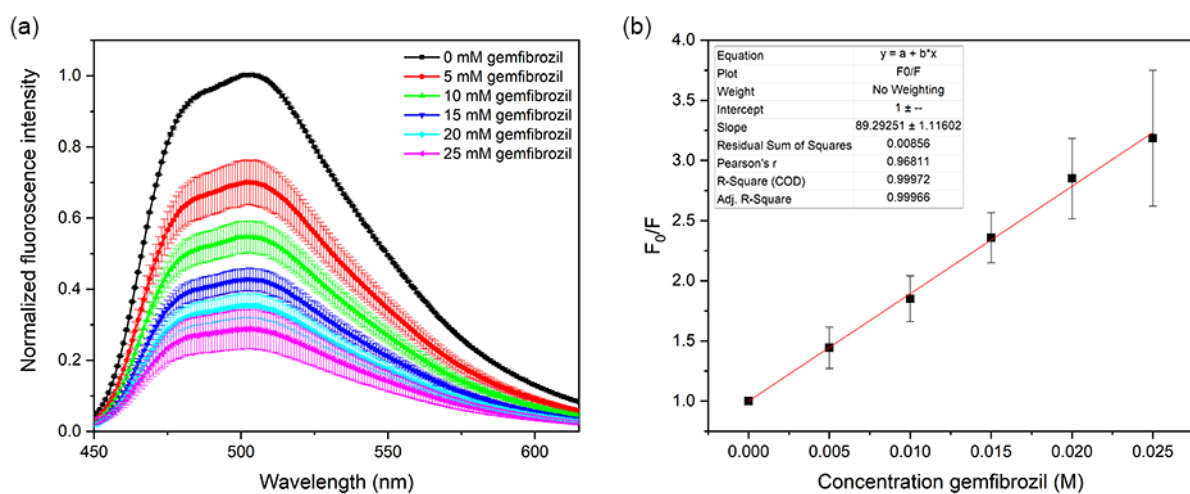 (a)
Normalized fluoroscence intensity
1.0
0.8
0.6
0.4
0.2
0.0
0 mM gemfibrozil
5 mM gemfibrozil
10 mM gemfibrozil
15 mM gemfibrozil
20 mM gemfibrozil
25 mM gemfibrozil
450 500 550 600
Wavelength (nm)
(b)
F₀/F
4.0
3.5
3.0
2.5
2.0
1.5
1.0
Equation y = a + b*x
Plot F0/F
Weight No Weighting
Intercept 1 ± --
Slope 89.29251 ± 1.11602
Residual Sum of Squares 0.00856
Pearson's r 0.96811
R-Square (COD) 0.99972
Adj. R-Square 0.99966
0.000 0.005 0.010 0.015 0.020 0.025
Concentration gemfibrozil (M)